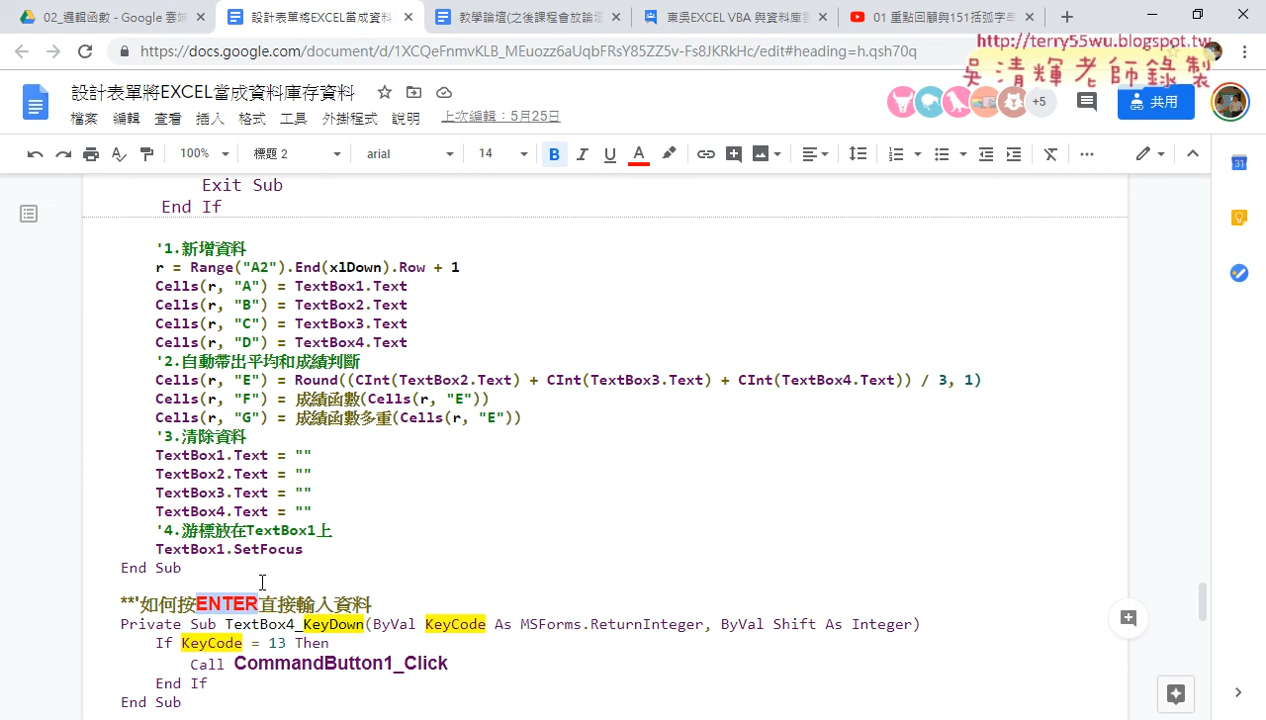 02_邏輯函數 - Google 雲端
設計表單將EXCEL當成資料
教學論壇(之後課程會放論壇
東吳EXCEL VBA 與資料庫
01 重點回顧與151括弧字
https://docs.google.com/document/d/1XCQeFnmvKLB_MEuozz6aUqbFRsY85ZZ5v-Fs8JKRkHc/edit#heading=h.qsh70q
http://terry55wu.blogspot.tw
吳清輝老師錄製
設計表單將EXCEL當成資料庫存資料
檔案 編輯 查看 插入 格式 工具 外掛程式 說明 上次編輯：5月25日
+5
共用
100% 標題 2 arial 14 B I U A
31
Exit Sub
End If
'1.新增資料
r = Range("A2").End(xlDown).Row + 1
Cells(r, "A") = TextBox1.Text
Cells(r, "B") = TextBox2.Text
Cells(r, "C") = TextBox3.Text
Cells(r, "D") = TextBox4.Text
'2.自動帶出平均和成績判斷
Cells(r, "E") = Round((CInt(TextBox2.Text) + CInt(TextBox3.Text) + CInt(TextBox4.Text)) / 3, 1)
Cells(r, "F") = 成績函數(Cells(r, "E"))
Cells(r, "G") = 成績函數多重(Cells(r, "E"))
'3.清除資料
TextBox1.Text = ""
TextBox2.Text = ""
TextBox3.Text = ""
TextBox4.Text = ""
'4.游標放在TextBox1上
TextBox1.SetFocus
End Sub
**'如何按ENTER直接輸入資料
Private Sub TextBox4_KeyDown(ByVal KeyCode As MSForms.ReturnInteger, ByVal Shift As Integer)
If KeyCode = 13 Then
Call CommandButton1_Click
End If
End Sub